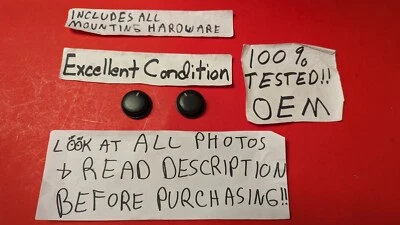 INCLUDES ALL
MOUNTING HARDWARE
Excellent Condition
100%
TESTED!!
OEM
LOOK AT ALL PHOTOS
+ READ DESCRIPTION
BEFORE PURCHASING!!